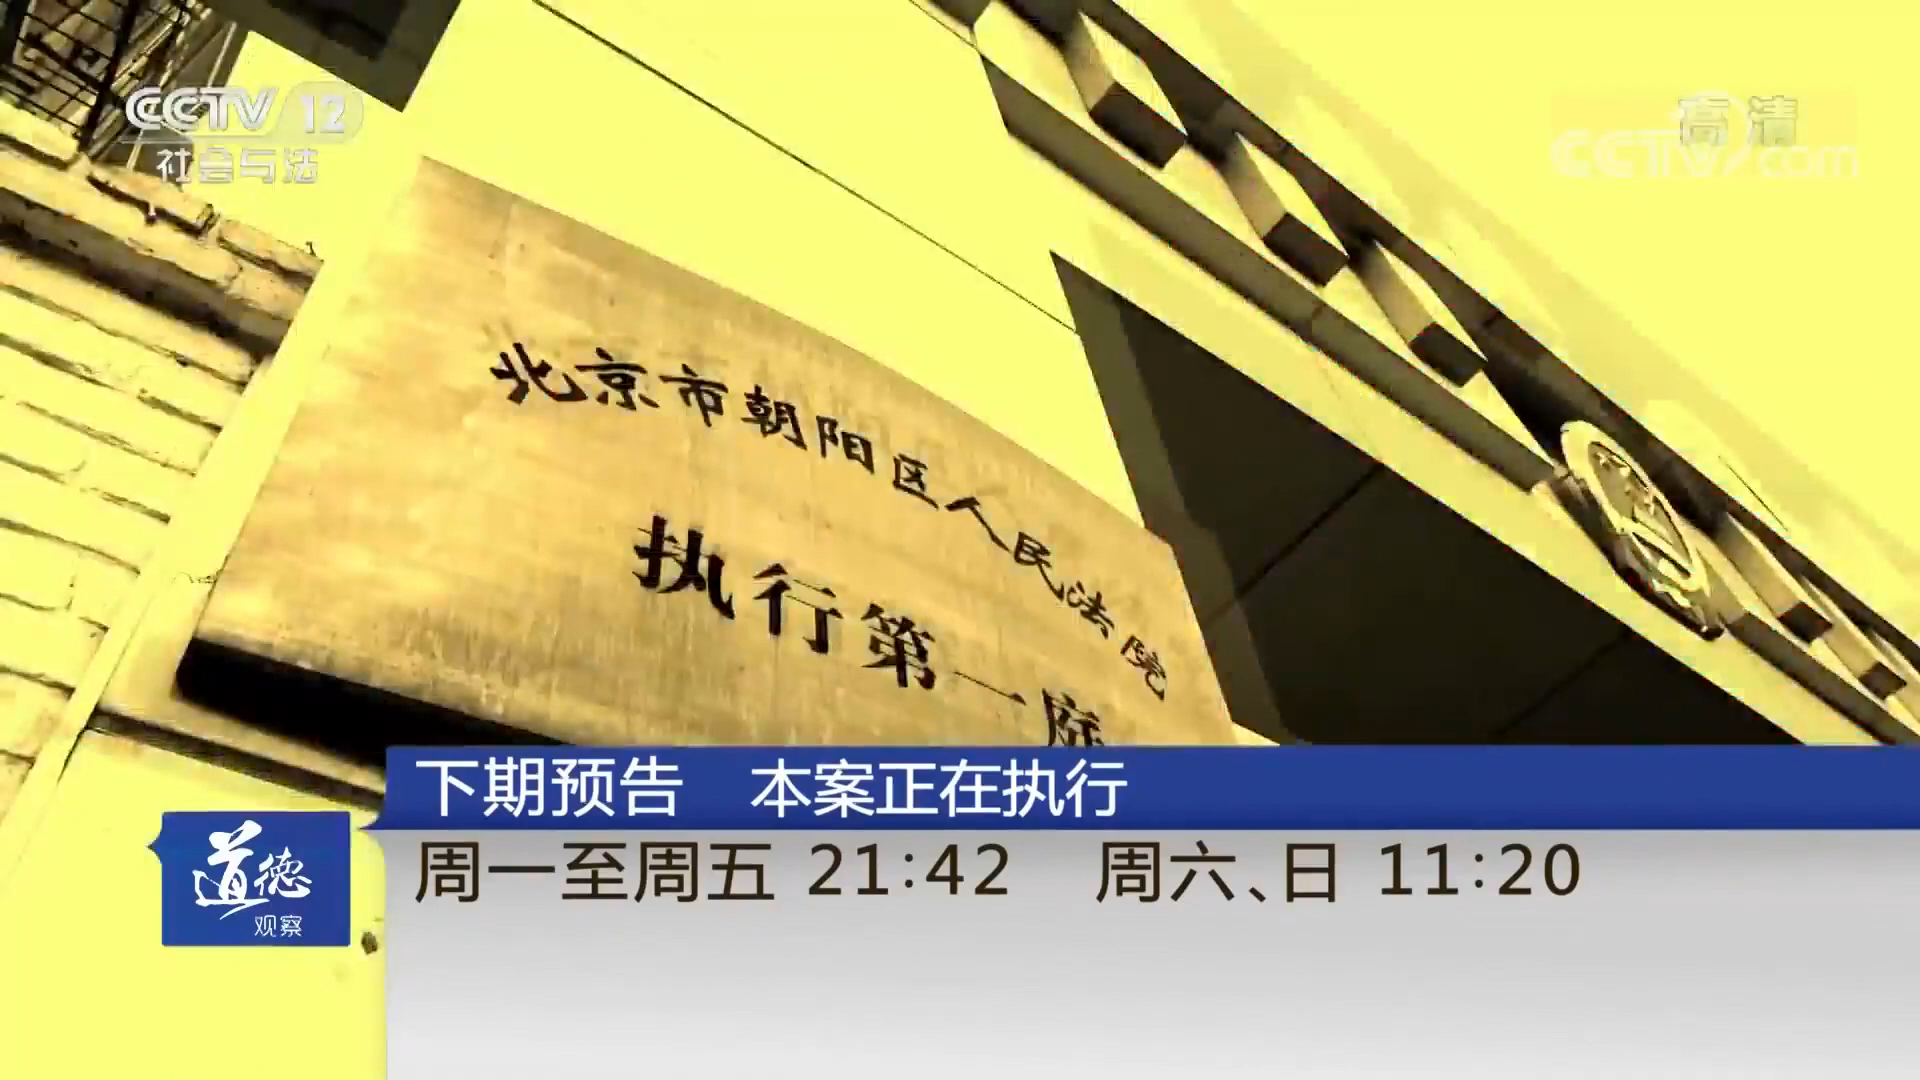 CCTV 12
社会与法
高清
CCTV.com
北京市朝阳区人民法院
执行第一庭
下期预告 本案正在执行
周一至周五 21:42 周六、日 11:20
道德
观察